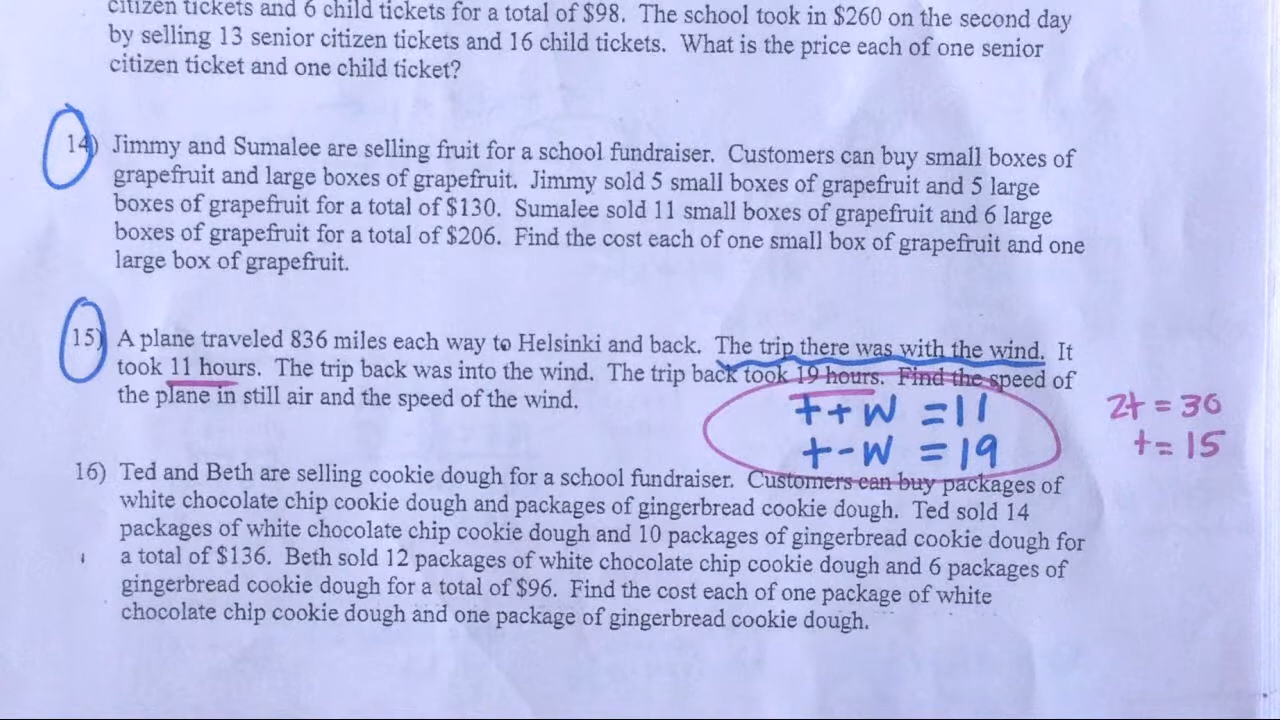 citizen tickets and 6 child tickets for a total of $98. The school took in $260 on the second day
by selling 13 senior citizen tickets and 16 child tickets. What is the price each of one senior
citizen ticket and one child ticket?
14) Jimmy and Sumalee are selling fruit for a school fundraiser. Customers can buy small boxes of
grapefruit and large boxes of grapefruit. Jimmy sold 5 small boxes of grapefruit and 5 large
boxes of grapefruit for a total of $130. Sumalee sold 11 small boxes of grapefruit and 6 large
boxes of grapefruit for a total of $206. Find the cost each of one small box of grapefruit and one
large box of grapefruit.
15) A plane traveled 836 miles each way to Helsinki and back. The trip there was with the wind. It
took 11 hours. The trip back was into the wind. The trip back took 19 hours. Find the speed of
the plane in still air and the speed of the wind.
t+w =11
t-w =19
2t = 30
t = 15
16) Ted and Beth are selling cookie dough for a school fundraiser. Customers can buy packages of
white chocolate chip cookie dough and packages of gingerbread cookie dough. Ted sold 14
packages of white chocolate chip cookie dough and 10 packages of gingerbread cookie dough for
a total of $136. Beth sold 12 packages of white chocolate chip cookie dough and 6 packages of
gingerbread cookie dough for a total of $96. Find the cost each of one package of white
chocolate chip cookie dough and one package of gingerbread cookie dough.